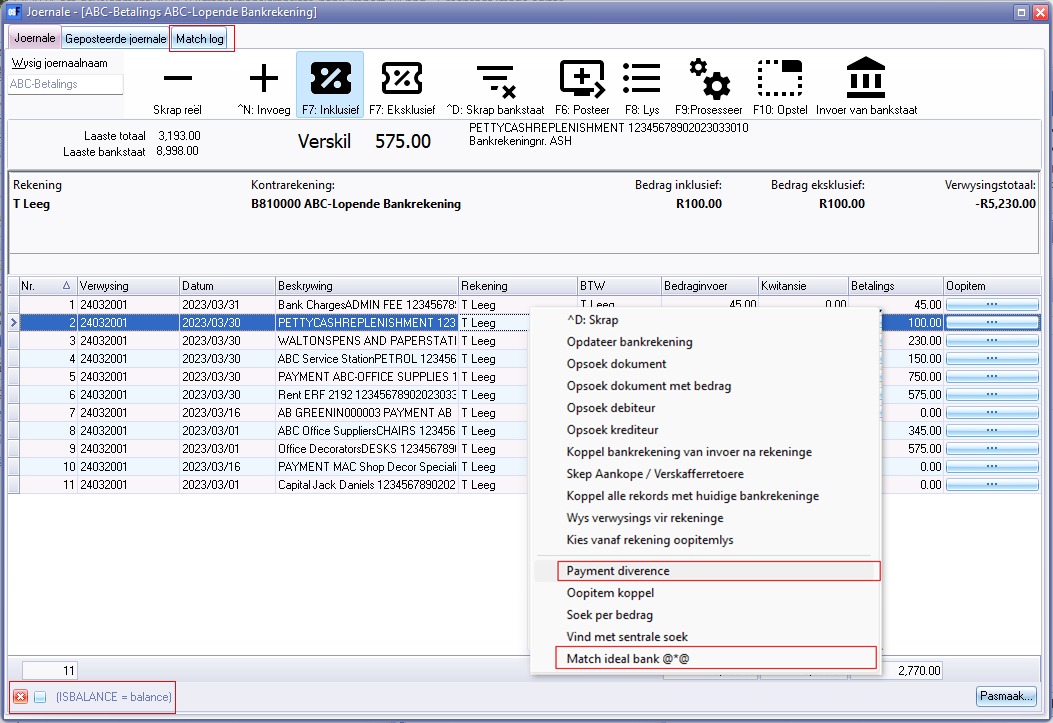 Joernale - [ABC-Betalings ABC-Lopende Bankrekening]
Joernale Geposteerde joernale Match log
Wysig joernaalnaam
ABC-Betalings
Skrap reël ^N: Invoeg F7: Inklusief F7: Eksklusief ^D: Skrap bankstaat F6: Posteer F8: Lys F9:Prosesseer F10: Opstel Invoer van bankstaat
Laaste totaal 3,193.00
Laaste bankstaat 8,998.00
Verskil 575.00
PETTYCASHREPLENISHMENT 12345678902023033010
Bankrekeningnr. ASH
Rekening Kontrarekening: Bedrag inklusief: Bedrag eksklusief: Verwysingstotaal:
T Leeg B810000 ABC-Lopende Bankrekening R100.00 R100.00 -R5,230.00
Nr. Verwysing Datum Beskrywing Rekening BTW Bedraginvoer Kwitansie Betalings Oopitem
1 24032001 2023/03/31 Bank ChargesADMIN FEE 12345678 T Leeg T Leeg 45.00 0.00 45.00 ...
2 24032001 2023/03/30 PETTYCASHREPLENISHMENT 123 T Leeg 100.00 ...
3 24032001 2023/03/30 WALTONSPENS AND PAPERSTATI T Leeg 230.00 ...
4 24032001 2023/03/30 ABC Service StationPETROL 123456 T Leeg 150.00 ...
5 24032001 2023/03/30 PAYMENT ABC-OFFICE SUPPLIES 1 T Leeg 750.00 ...
6 24032001 2023/03/30 Rent ERF 2192 12345678902023033 T Leeg 575.00 ...
7 24032001 2023/03/16 AB GREENIN000003 PAYMENT AB T Leeg 0.00 ...
8 24032001 2023/03/01 ABC Office SuppliersCHAIRS 123456 T Leeg 345.00 ...
9 24032001 2023/03/01 Office DecoratorsDESKS 123456789 T Leeg 575.00 ...
10 24032001 2023/03/16 PAYMENT MAC Shop Decor Speciali T Leeg 0.00 ...
11 24032001 2023/03/01 Capital Jack Daniels 1234567890202 T Leeg 0.00 ...
^D: Skrap
Opdateer bankrekening
Opsoek dokument
Opsoek dokument met bedrag
Opsoek debiteur
Opsoek krediteur
Koppel bankrekening van invoer na rekeninge
Skep Aankope / Verskafferretoere
Koppel alle rekords met huidige bankrekeninge
Wys verwysings vir rekeninge
Kies vanaf rekening oopitemlys
Payment diverence
Oopitem koppel
Soek per bedrag
Vind met sentrale soek
Match ideal bank @*@
11 2,770.00
(ISBALANCE = balance) Pasmaak...